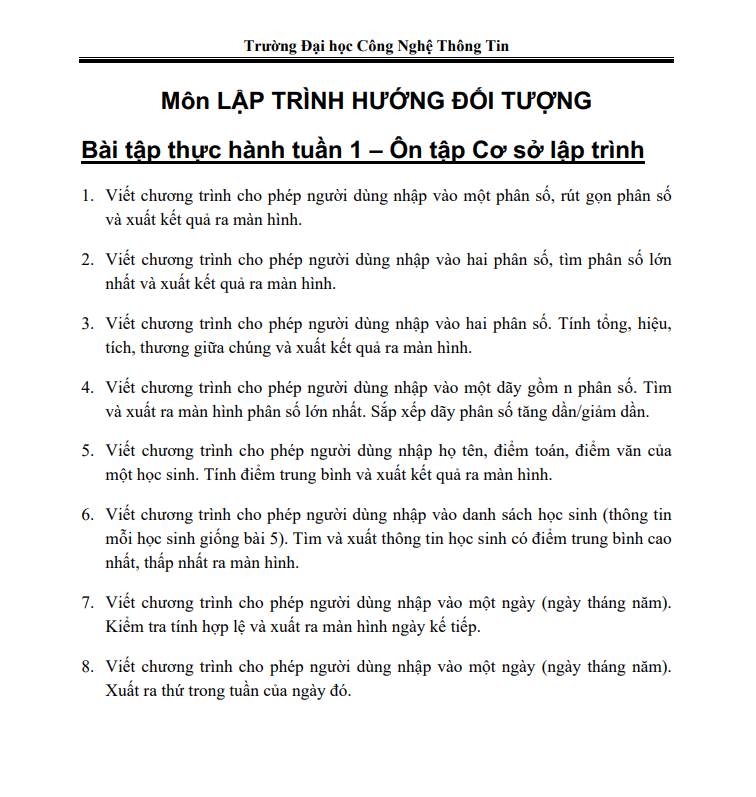 Trường Đại học Công Nghệ Thông Tin
Môn LẬP TRÌNH HƯỚNG ĐỐI TƯỢNG
Bài tập thực hành tuần 1 – Ôn tập Cơ sở lập trình
1. Viết chương trình cho phép người dùng nhập vào một phân số, rút gọn phân số
và xuất kết quả ra màn hình.
2. Viết chương trình cho phép người dùng nhập vào hai phân số, tìm phân số lớn
nhất và xuất kết quả ra màn hình.
3. Viết chương trình cho phép người dùng nhập vào hai phân số. Tính tổng, hiệu,
tích, thương giữa chúng và xuất kết quả ra màn hình.
4. Viết chương trình cho phép người dùng nhập vào một dãy gồm n phân số. Tìm
và xuất ra màn hình phân số lớn nhất. Sắp xếp dãy phân số tăng dần/giảm dần.
5. Viết chương trình cho phép người dùng nhập họ tên, điểm toán, điểm văn của
một học sinh. Tính điểm trung bình và xuất kết quả ra màn hình.
6. Viết chương trình cho phép người dùng nhập vào danh sách học sinh (thông tin
mỗi học sinh giống bài 5). Tìm và xuất thông tin học sinh có điểm trung bình cao
nhất, thấp nhất ra màn hình.
7. Viết chương trình cho phép người dùng nhập vào một ngày (ngày tháng năm).
Kiểm tra tính hợp lệ và xuất ra màn hình ngày kế tiếp.
8. Viết chương trình cho phép người dùng nhập vào một ngày (ngày tháng năm).
Xuất ra thứ trong tuần của ngày đó.